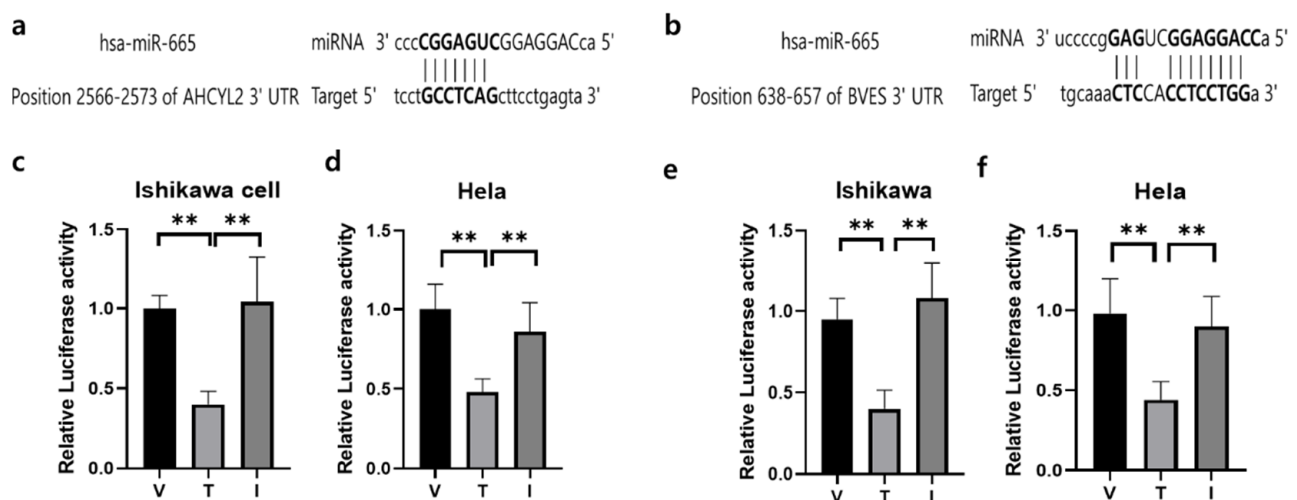 a
hsa-miR-665 miRNA 3' cccCGGAGUCGGAGGACca 5'
Position 2566-2573 of AHCYL2 3' UTR Target 5' tcctGCCTCAGcttcctgagta 3'
b
hsa-miR-665 miRNA 3' uccccgGAGUCGGAGGACCa 5'
Position 638-657 of BVES 3' UTR Target 5' tgcaaaCTCCACCTCCTGGa 3'
c
Ishikawa cell
Relative Luciferase activity
1.5
1.0
0.5
0.0
** **
V T I
d
Hela
Relative Luciferase activity
1.5
1.0
0.5
0.0
** **
V T I
e
Ishikawa
Relative Luciferase activity
1.5
1.0
0.5
0.0
** **
V T I
f
Hela
Relative Luciferase activity
1.5
1.0
0.5
0.0
** **
V T I